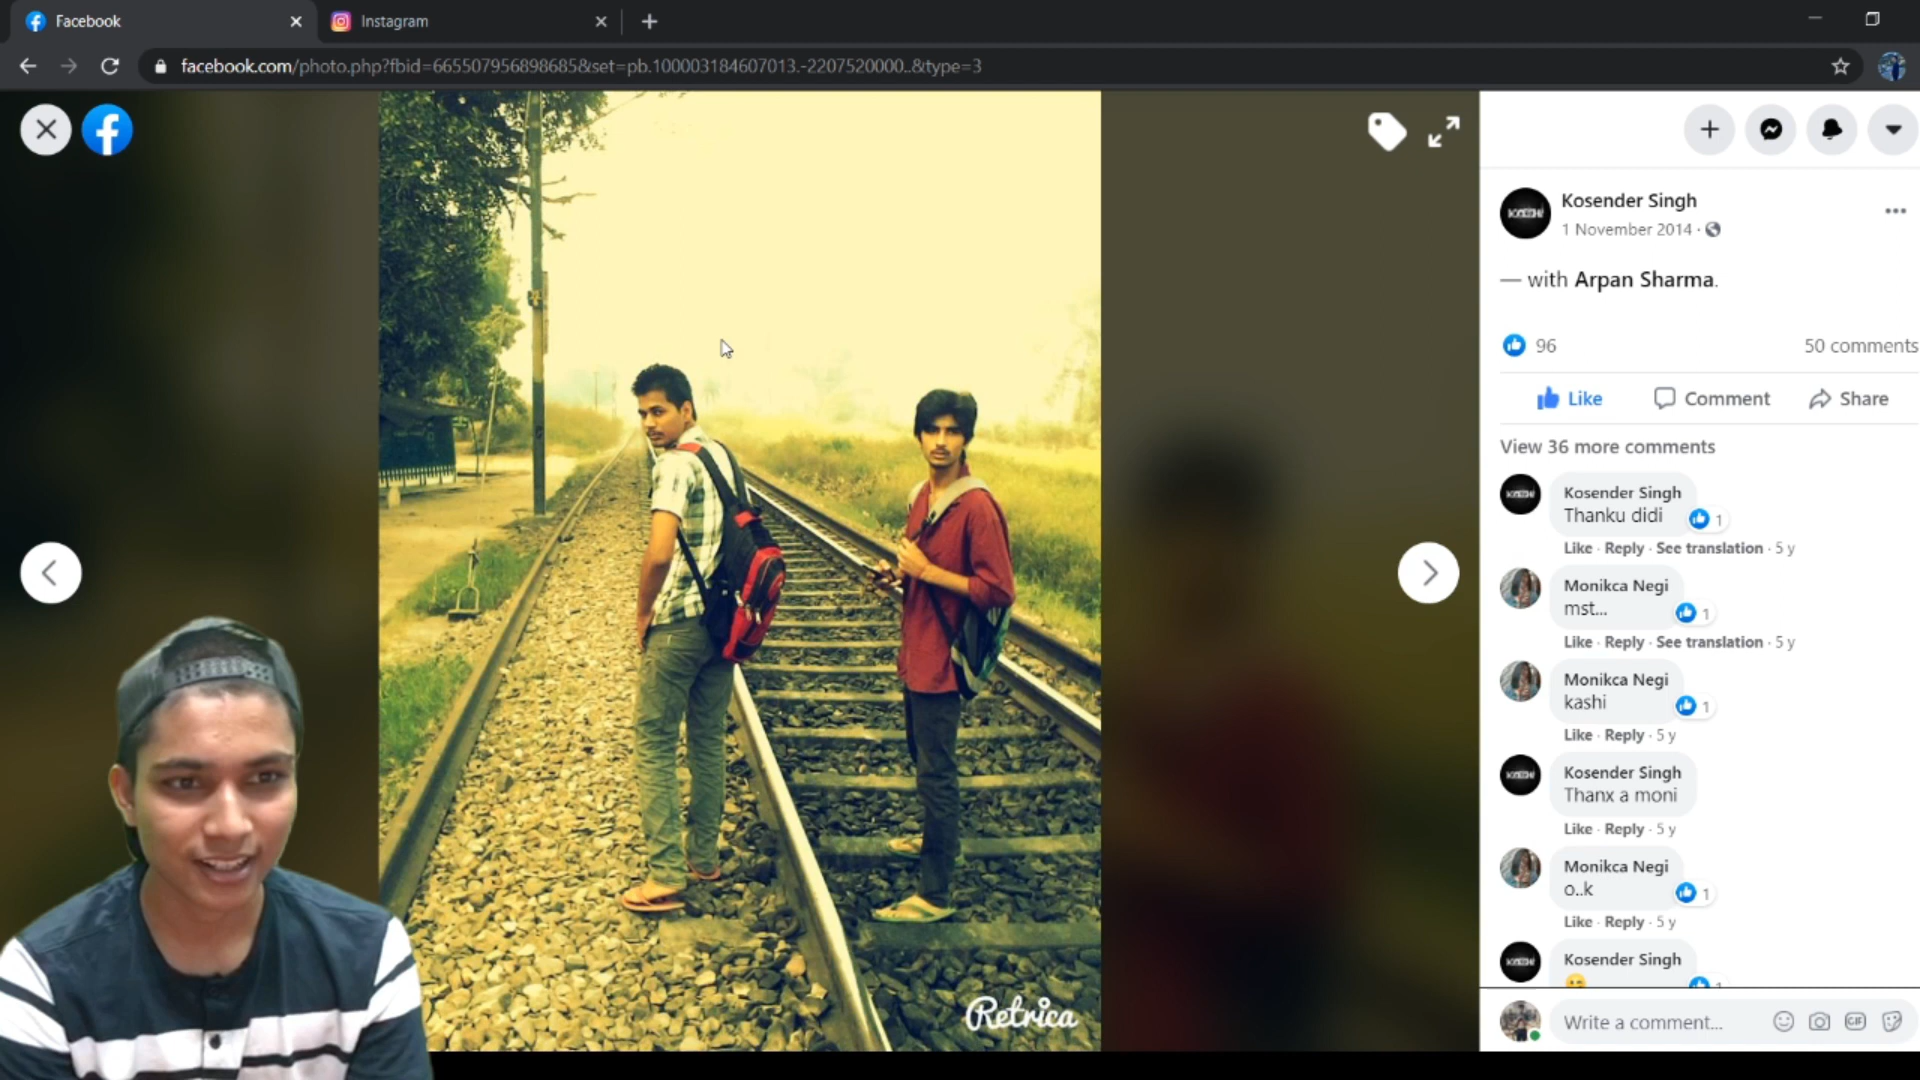 Facebook
Instagram
facebook.com/photo.php?fbid=665507956898685&set=pb.100003184607013.-2207520000..&type=3
Kosender Singh
1 November 2014 ·
— with Arpan Sharma.
96
50 comments
Like
Comment
Share
View 36 more comments
Kosender Singh
Thanku didi
1
Like · Reply · See translation · 5 y
Monikca Negi
mst...
1
Like · Reply · See translation · 5 y
Monikca Negi
kashi
1
Like · Reply · 5 y
Kosender Singh
Thanx a moni
Like · Reply · 5 y
Monikca Negi
o..k
1
Like · Reply · 5 y
Kosender Singh
Write a comment...
GIF
Retrica